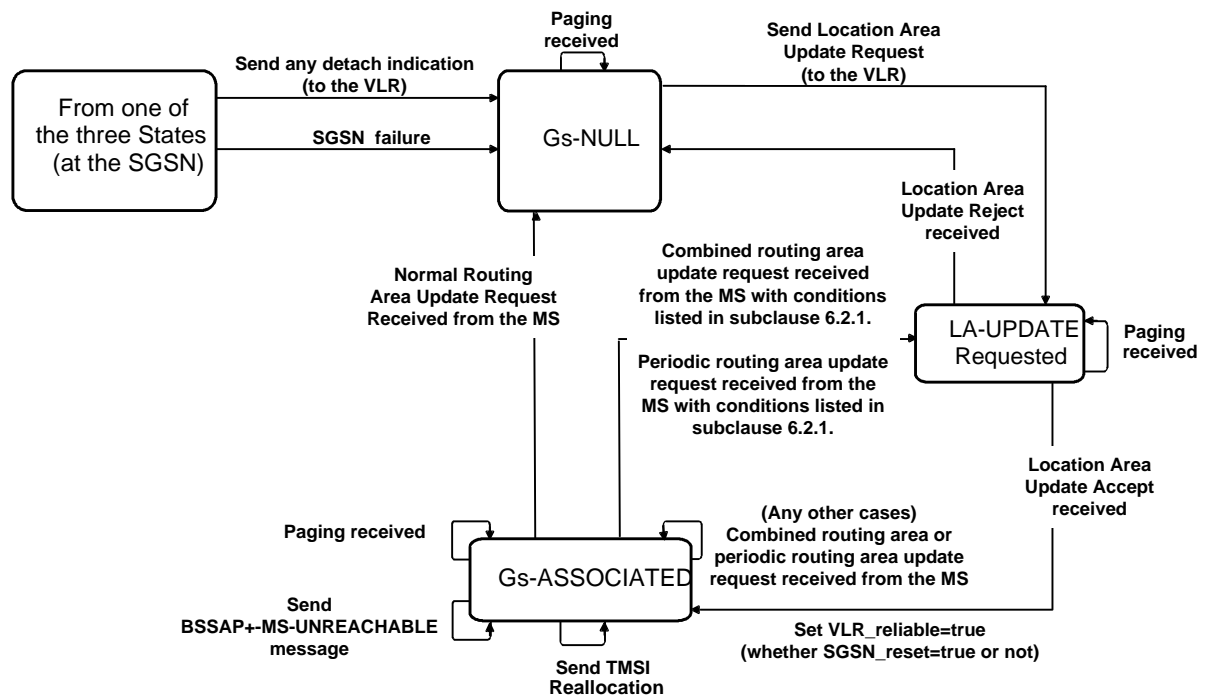 Paging
received
Send Location Area
Update Request
(to the VLR)
Send any detach indication
(to the VLR)
From one of
the three States
(at the SGSN)
SGSN failure
Gs-NULL
Location Area
Update Reject
received
Normal Routing
Area Update Request
Received from the MS
Combined routing area
update request received
from the MS with conditions
listed in subclause 6.2.1.
LA-UPDATE
Requested
Paging
received
Periodic routing area update
request received from the
MS with conditions listed in
subclause 6.2.1.
Location Area
Update Accept
received
Paging received
Gs-ASSOCIATED
(Any other cases)
Combined routing area or
periodic routing area update
request received from the MS
Send
BSSAP+-MS-UNREACHABLE
message
Set VLR_reliable=true
(whether SGSN_reset=true or not)
Send TMSI
Reallocation